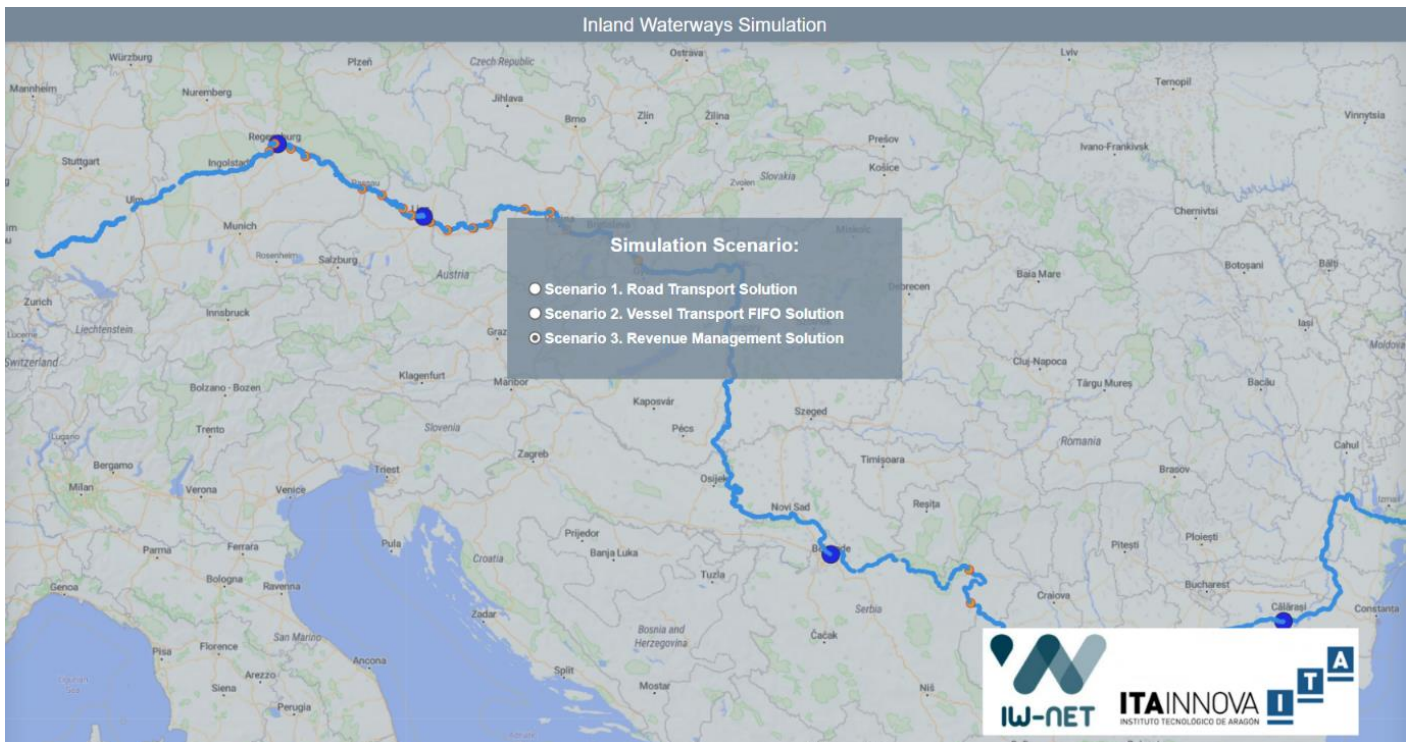 Inland Waterways Simulation
Würzburg
Plzeň
Czech Republic
Ostrava
Lviv
Ternopil
Mannheim
Nuremberg
Jihlava
Brno
Zlín
Žilina
Vinnytsia
Regensburg
Prešov
Ivano-Frankivsk
Stuttgart
Ingolstadt
Košice
Zvolen
Slovakia
Ulm
Chernivtsi
Munich
Simulation Scenario:
Rosenheim
Salzburg
Austria
Botoșani
Bălți
Baia Mare
Scenario 1. Road Transport Solution
Zurich
Innsbruck
Scenario 2. Vessel Transport FIFO Solution
Iași
Liechtenstein
Graz
Scenario 3. Revenue Management Solution
Moldova
Switzerland
Cluj-Napoca
Klagenfurt
Maribor
Târgu Mureș
Bacău
Bolzano - Bozen
Kaposvár
Szeged
Trento
Slovenia
Pécs
Lugano
Romania
Cahul
Zagreb
Timișoara
Bergamo
Triest
Brasov
Milan
Verona
Venice
Osijek
Izmail
Novi Sad
Reșița
Prijedor
Ploiești
Parma
Ferrara
Pula
Croatia
Banja Luka
Pitești
Bologna
Tuzla
Genoa
Ravenna
Bucharest
Craiova
Zadar
Serbia
Călărași
Constanța
Bosnia and
Herzegovina
Čačak
San Marino
Florence
Pisa
Ancona
Split
Arezzo
Siena
Mostar
Niš
Perugia
IW-NET
ITAINNOVA
INSTITUTO TECNOLÓGICO DE ARAGÓN
I T A